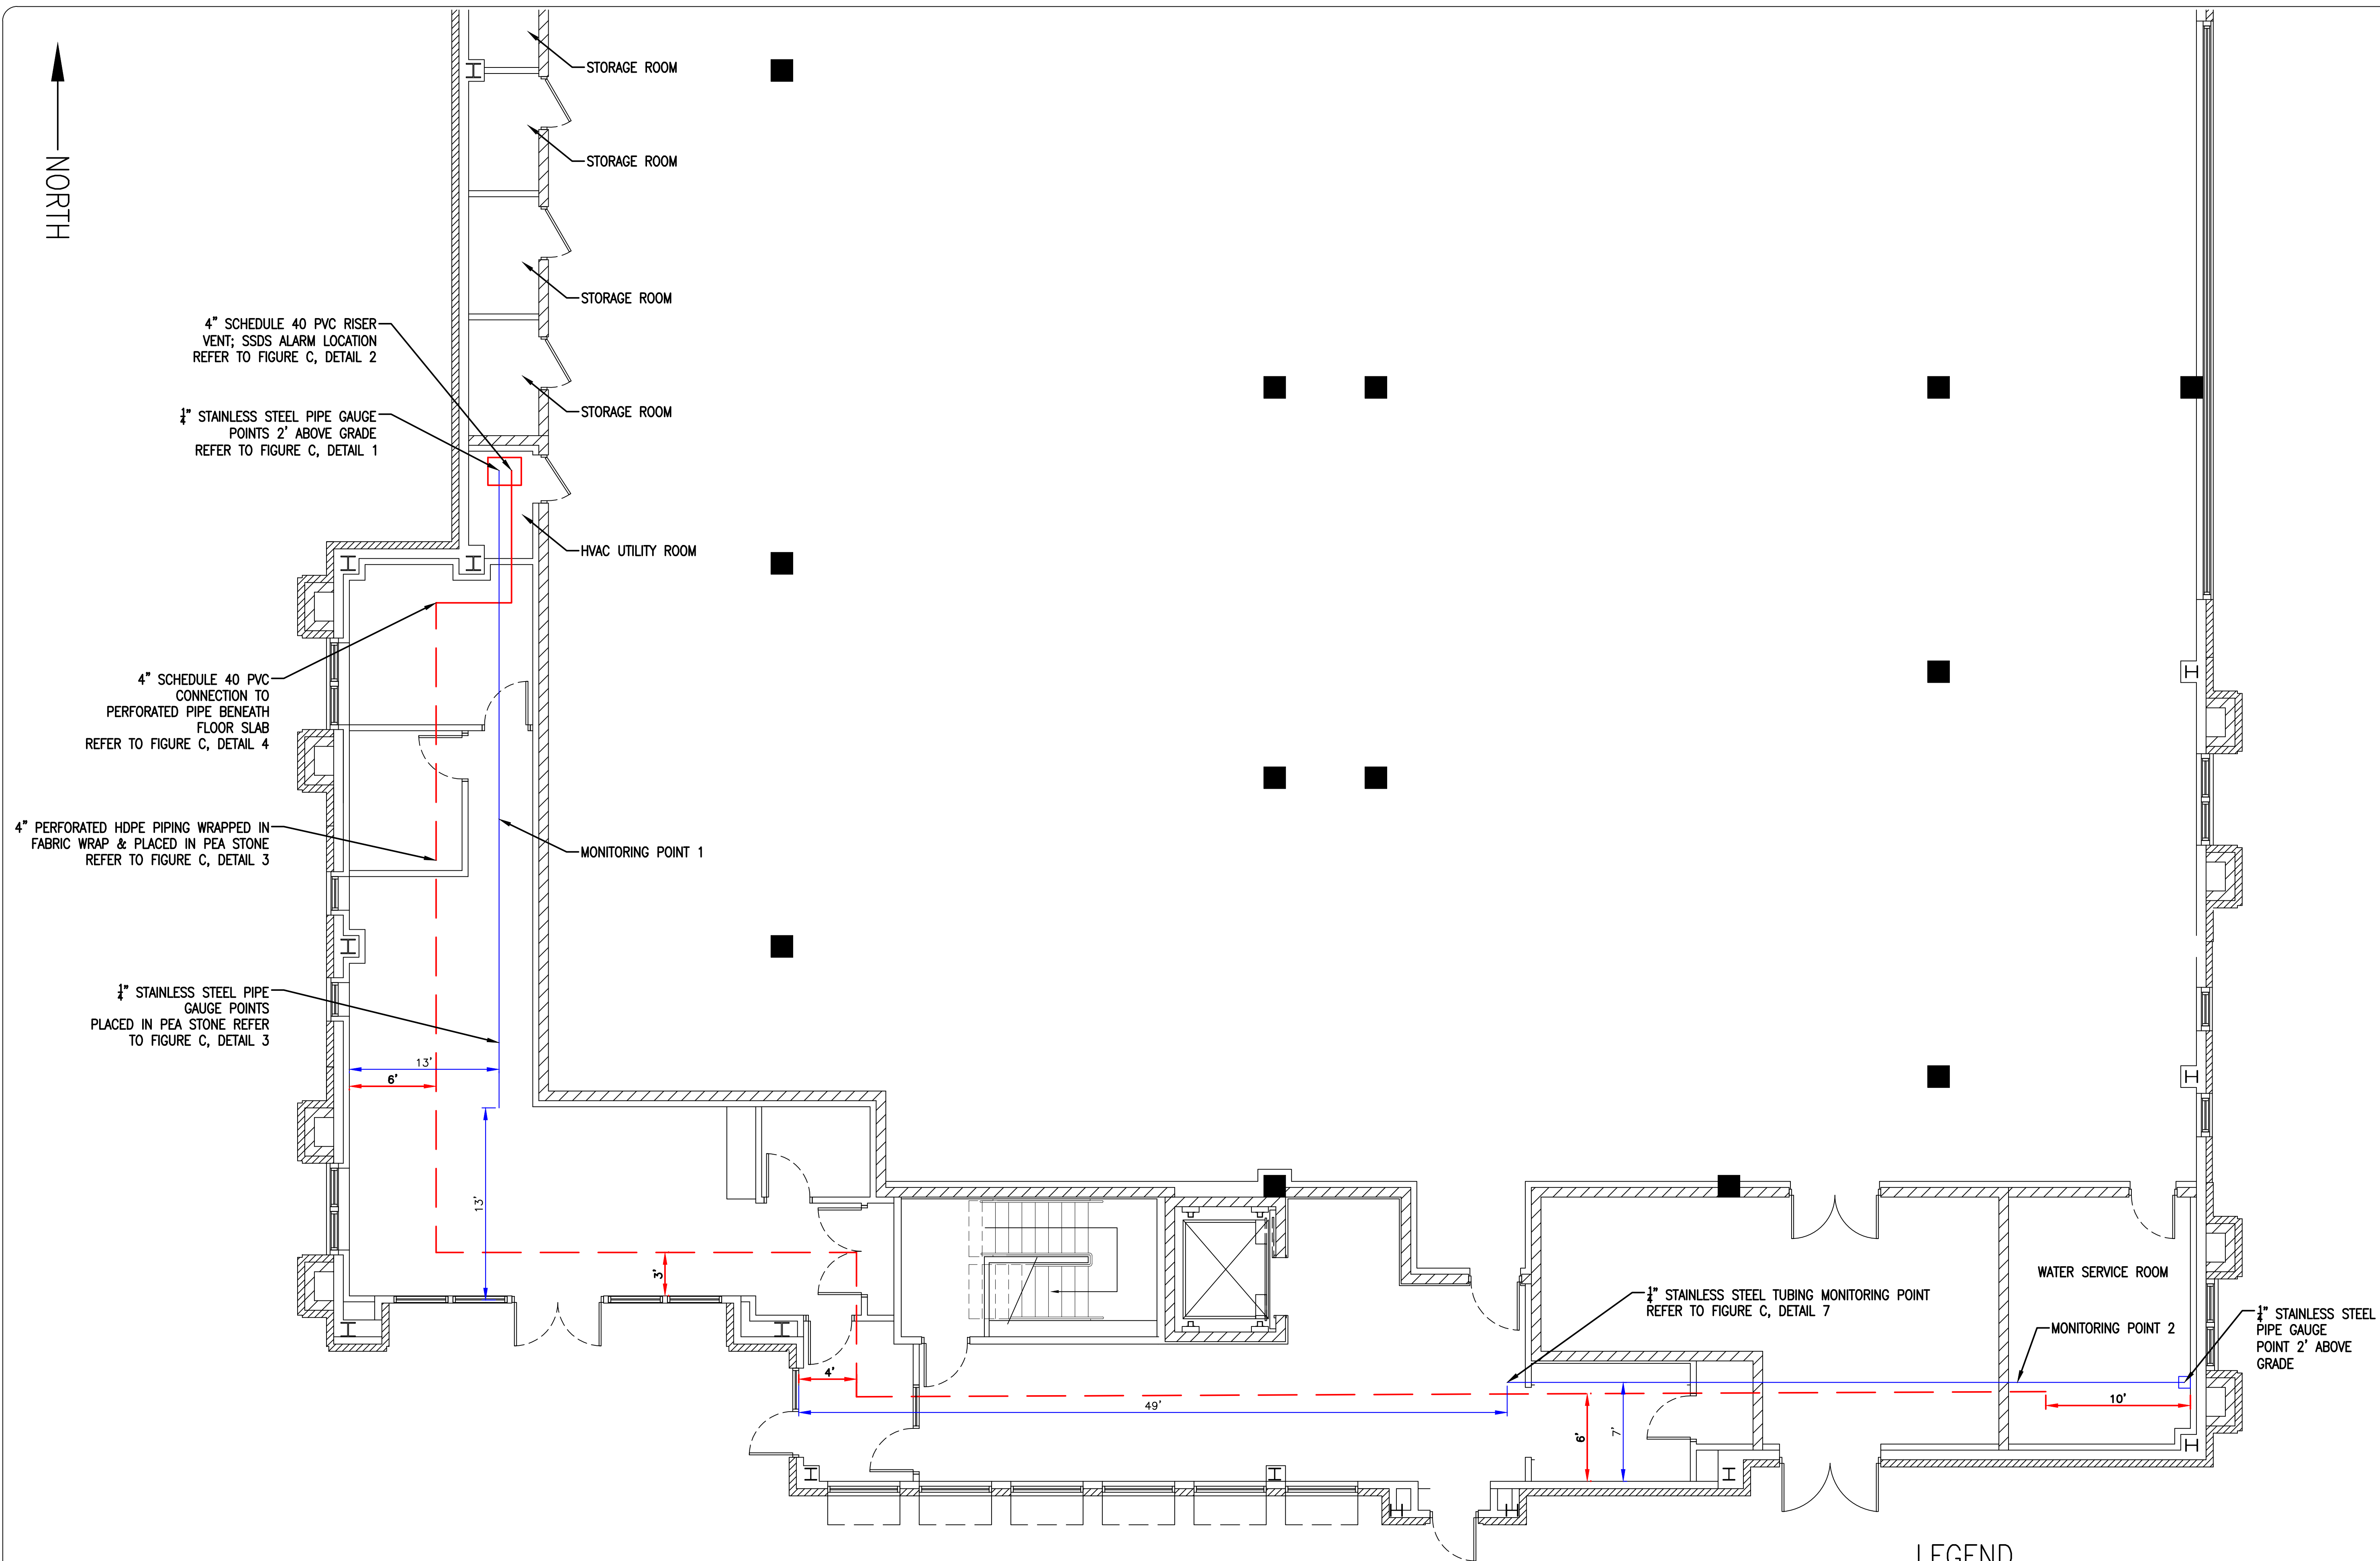 NORTH
STORAGE ROOM
STORAGE ROOM
STORAGE ROOM
STORAGE ROOM
4" SCHEDULE 40 PVC RISER
VENT; SSDS ALARM LOCATION
REFER TO FIGURE C, DETAIL 2
¼" STAINLESS STEEL PIPE GAUGE
POINTS 2' ABOVE GRADE
REFER TO FIGURE C, DETAIL 1
HVAC UTILITY ROOM
4" SCHEDULE 40 PVC
CONNECTION TO
PERFORATED PIPE BENEATH
FLOOR SLAB
REFER TO FIGURE C, DETAIL 4
4" PERFORATED HDPE PIPING WRAPPED IN
FABRIC WRAP & PLACED IN PEA STONE
REFER TO FIGURE C, DETAIL 3
MONITORING POINT 1
¼" STAINLESS STEEL PIPE
GAUGE POINTS
PLACED IN PEA STONE REFER
TO FIGURE C, DETAIL 3
13'
6'
13'
3'
4'
49'
¼" STAINLESS STEEL TUBING MONITORING POINT
REFER TO FIGURE C, DETAIL 7
6'
7'
WATER SERVICE ROOM
MONITORING POINT 2
10'
¼" STAINLESS STEEL
PIPE GAUGE
POINT 2' ABOVE
GRADE
LEGEND